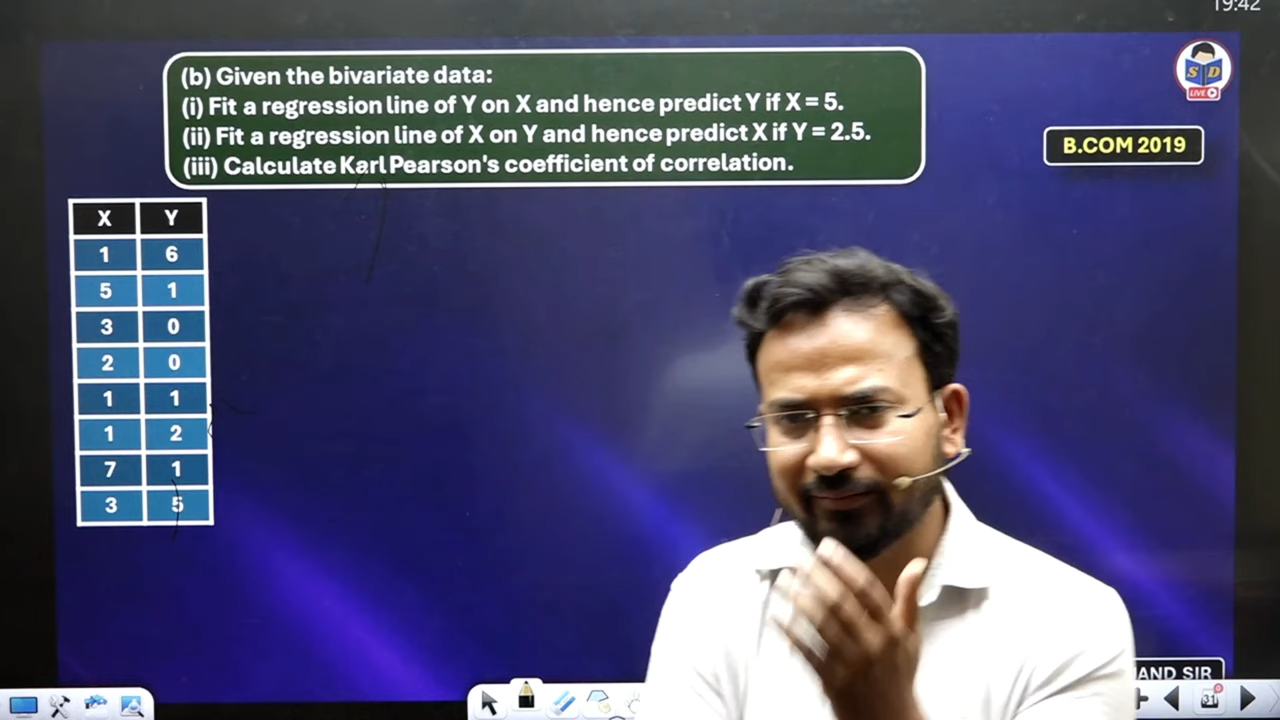 19:42
(b) Given the bivariate data:
(i) Fit a regression line of Y on X and hence predict Y if X = 5.
(ii) Fit a regression line of X on Y and hence predict X if Y = 2.5.
(iii) Calculate Karl Pearson's coefficient of correlation.
S D
LIVE
B.COM 2019
X Y
1 6
5 1
3 0
2 0
1 1
1 2
7 1
3 5
SIR
31